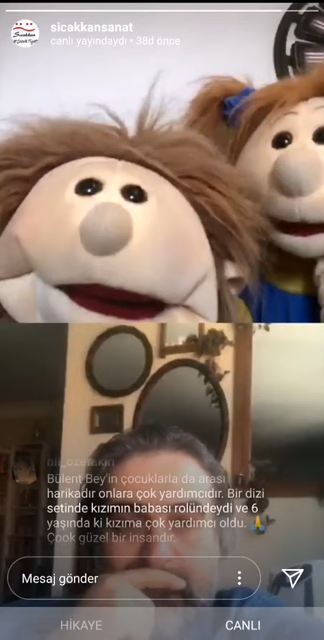 sicakkansanat
canlı yayındaydı • 38d önce
Sıcakkan
Bülent Bey'in çocuklarla da arası
harikadır onlara çok yardımcıdır. Bir dizi
setinde kızımın babası rolündeydi ve 6
yaşında ki kızıma çok yardımcı oldu. 🙏
Çook güzel bir insandır.
Mesaj gönder
HİKAYE CANLI